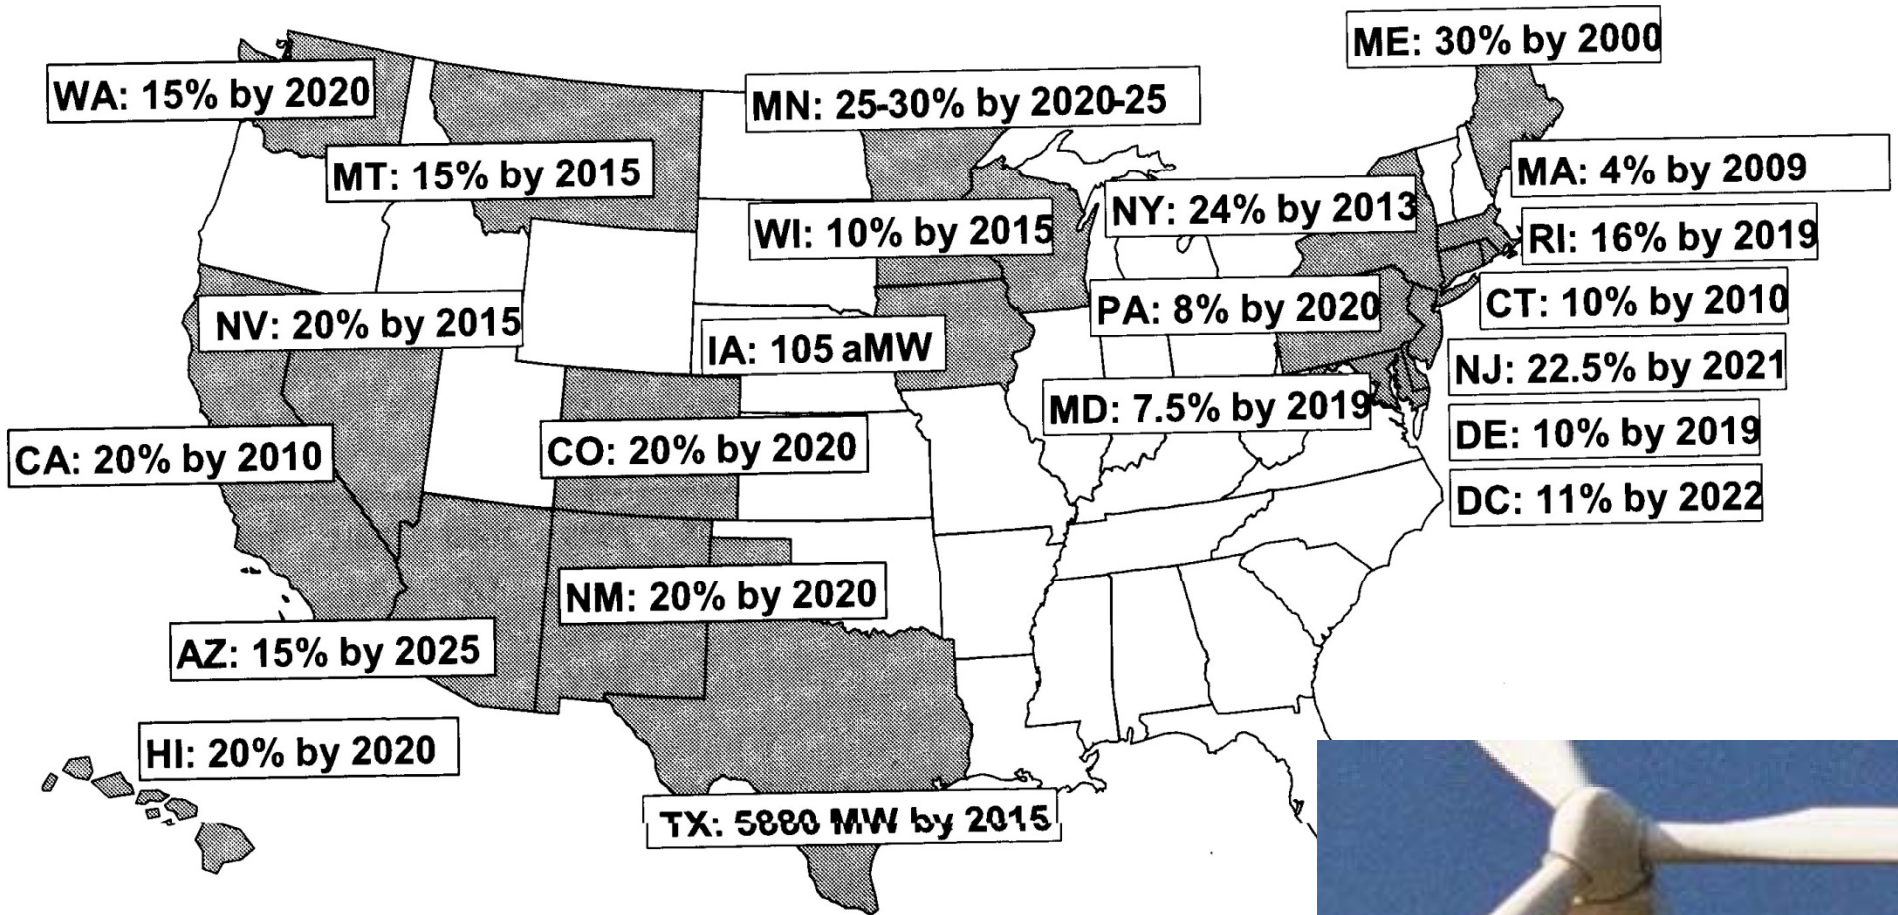 ME: 30% by 2000
WA: 15% by 2020
MN: 25-30% by 2020-25
MT: 15% by 2015
MA: 4% by 2009
NY: 24% by 2013
WI: 10% by 2015
RI: 16% by 2019
NV: 20% by 2015
PA: 8% by 2020
CT: 10% by 2010
IA: 105 aMW
NJ: 22.5% by 2021
MD: 7.5% by 2019
CA: 20% by 2010
CO: 20% by 2020
DE: 10% by 2019
DC: 11% by 2022
NM: 20% by 2020
AZ: 15% by 2025
HI: 20% by 2020
TX: 5880 MW by 2015